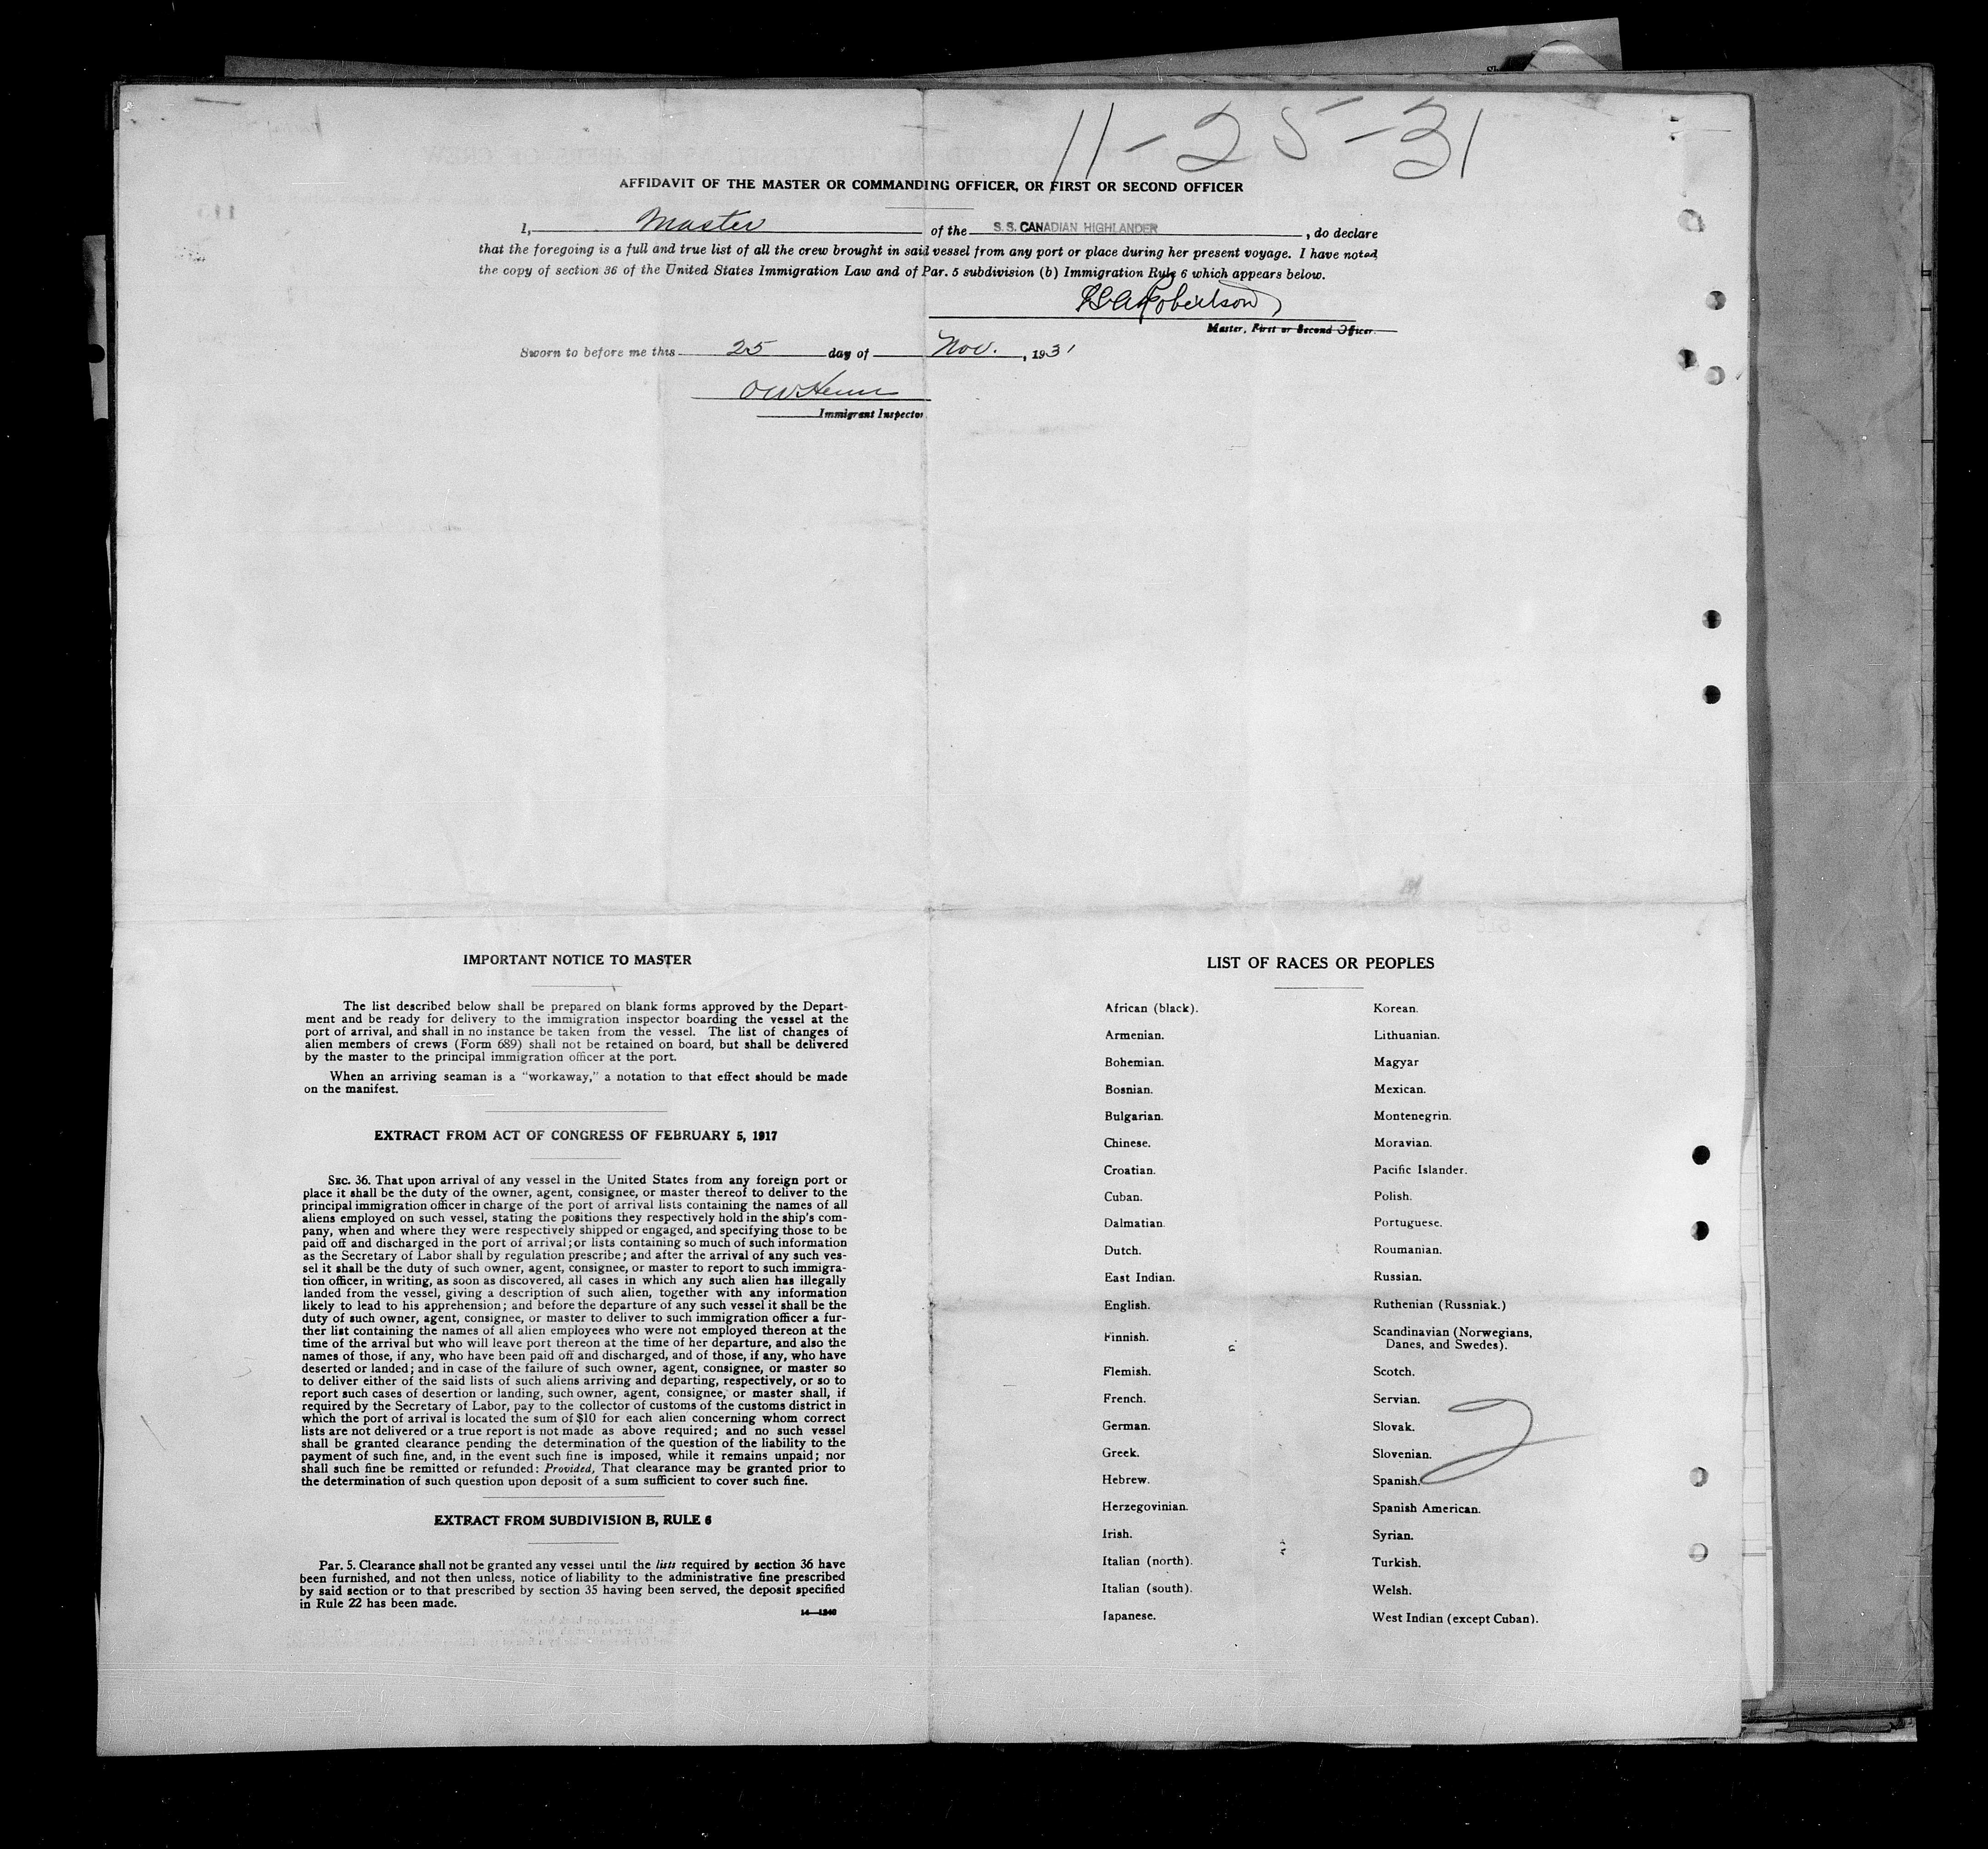 11-25-31
AFFIDAVIT OF THE MASTER OR COMMANDING OFFICER, OR FIRST OR SECOND OFFICER
I, Master of the S. S. CANADIAN HIGHLANDER, do declare
that the foregoing is a full and true list of all the crew brought in said vessel from any port or place during her present voyage. I have noted
the copy of section 36 of the United States Immigration Law and of Par. 5 subdivision (b) Immigration Rule 6 which appears below.
Robertson
Master, First or Second Officer.
Sworn to before me this 25 day of Nov., 1931
Immigrant Inspector
IMPORTANT NOTICE TO MASTER
The list described below shall be prepared on blank forms approved by the Depart-
ment and be ready for delivery to the immigration inspector boarding the vessel at the
port of arrival, and shall in no instance be taken from the vessel. The list of changes of
alien members of crews (Form 689) shall not be retained on board, but shall be delivered
by the master to the principal immigration officer at the port.
When an arriving seaman is a "workaway," a notation to that effect should be made
on the manifest.
EXTRACT FROM ACT OF CONGRESS OF FEBRUARY 5, 1917
SEC. 36. That upon arrival of any vessel in the United States from any foreign port or
place it shall be the duty of the owner, agent, consignee, or master thereof to deliver to the
principal immigration officer in charge of the port of arrival lists containing the names of all
aliens employed on such vessel, stating the positions they respectively hold in the ship's com-
pany, when and where they were respectively shipped or engaged, and specifying those to be
paid off and discharged in the port of arrival; or lists containing so much of such information
as the Secretary of Labor shall by regulation prescribe; and after the arrival of any such ves-
sel it shall be the duty of such owner, agent, consignee, or master to report to such immigra-
tion officer, in writing, as soon as discovered, all cases in which any such alien has illegally
landed from the vessel, giving a description of such alien, together with any information
likely to lead to his apprehension; and before the departure of any such vessel it shall be the
duty of such owner, agent, consignee, or master to deliver to such immigration officer a fur-
ther list containing the names of all alien employees who were not employed thereon at the
time of the arrival but who will leave port thereon at the time of her departure, and also the
names of those, if any, who have been paid off and discharged, and of those, if any, who have
deserted or landed; and in case of the failure of such owner, agent, consignee, or master so
to deliver either of the said lists of such aliens arriving and departing, respectively, or so to
report such cases of desertion or landing, such owner, agent, consignee, or master shall, if
required by the Secretary of Labor, pay to the collector of customs of the customs district in
which the port of arrival is located the sum of $10 for each alien concerning whom correct
lists are not delivered or a true report is not made as above required; and no such vessel
shall be granted clearance pending the determination of the question of the liability to the
payment of such fine, and, in the event such fine is imposed, while it remains unpaid; nor
shall such fine be remitted or refunded: Provided, That clearance may be granted prior to
the determination of such question upon deposit of a sum sufficient to cover such fine.
EXTRACT FROM SUBDIVISION B, RULE 6
Par. 5. Clearance shall not be granted any vessel until the lists required by section 36 have
been furnished, and not then unless, notice of liability to the administrative fine prescribed
by said section or to that prescribed by section 35 having been served, the deposit specified
in Rule 22 has been made.
14—1240
LIST OF RACES OR PEOPLES
African (black).
Armenian.
Bohemian.
Bosnian.
Bulgarian.
Chinese.
Croatian.
Cuban.
Dalmatian
Dutch.
East Indian.
English.
Finnish.
Flemish.
French.
German.
Greek.
Hebrew.
Herzegovinian.
Irish.
Italian (north).
Italian (south).
Japanese.
Korean.
Lithuanian.
Magyar
Mexican.
Montenegrin.
Moravian.
Pacific Islander.
Polish.
Portuguese.
Roumanian.
Russian.
Ruthenian (Russniak.)
Scandinavian (Norwegians,
Danes, and Swedes).
Scotch.
Servian.
Slovak.
Slovenian.
Spanish.
Spanish American.
Syrian.
Turkish.
Welsh.
West Indian (except Cuban).
2